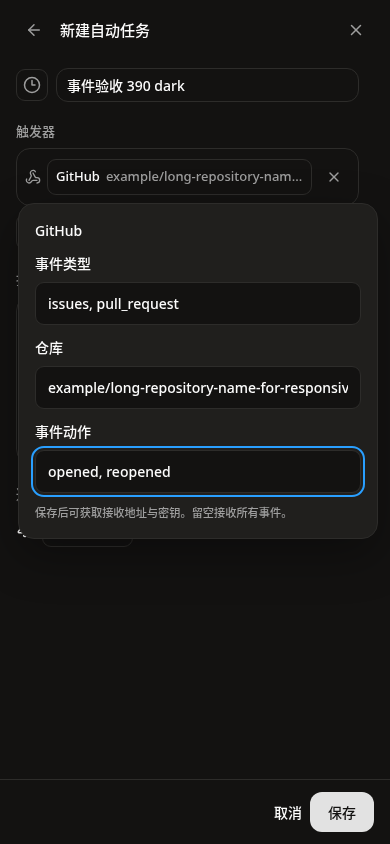 新建自动任务
事件验收 390 dark
触发器
GitHub example/long-repository-nam...
GitHub
事件类型
issues, pull_request
仓库
example/long-repository-name-for-responsiv
事件动作
opened, reopened
保存后可获取接收地址与密钥。留空接收所有事件。
取消 保存